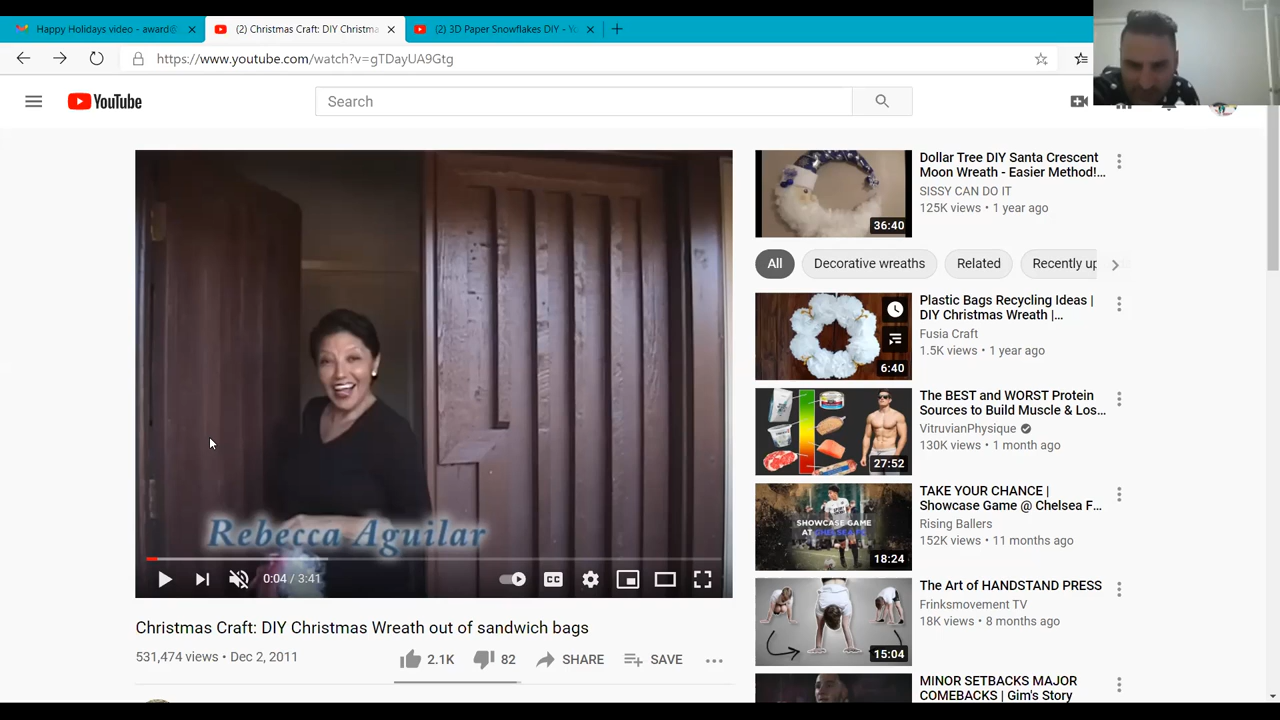 Happy Holidays video - award@
(2) Christmas Craft: DIY Christma
(2) 3D Paper Snowflakes DIY - Yo
https://www.youtube.com/watch?v=gTDayUA9Gtg
YouTube
Search
Rebecca Aguilar
0:04 / 3:41
CC
Christmas Craft: DIY Christmas Wreath out of sandwich bags
531,474 views • Dec 2, 2011
2.1K
82
SHARE
SAVE
36:40
Dollar Tree DIY Santa Crescent
Moon Wreath - Easier Method!...
SISSY CAN DO IT
125K views • 1 year ago
All
Decorative wreaths
Related
Recently up
6:40
Plastic Bags Recycling Ideas |
DIY Christmas Wreath |...
Fusia Craft
1.5K views • 1 year ago
27:52
The BEST and WORST Protein
Sources to Build Muscle & Los...
VitruvianPhysique
130K views • 1 month ago
SHOWCASE GAME
AT CHELSEA FC
18:24
TAKE YOUR CHANCE |
Showcase Game @ Chelsea F...
Rising Ballers
152K views • 11 months ago
15:04
The Art of HANDSTAND PRESS
Frinksmovement TV
18K views • 8 months ago
MINOR SETBACKS MAJOR
COMEBACKS | Gim's Story